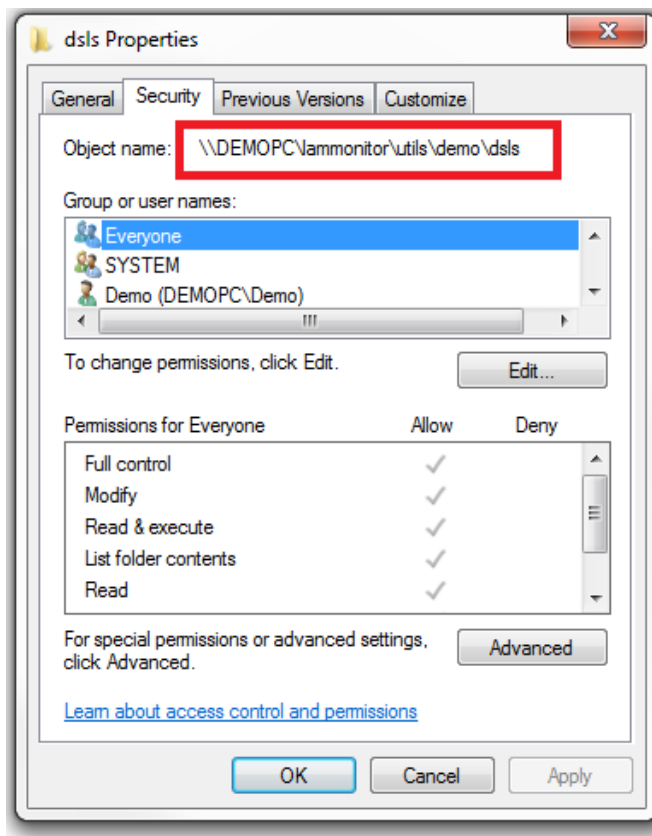 dsls Properties
General Security Previous Versions Customize
Object name: \\DEMOPC\lammonitor\utils\demo\dsls
Group or user names:
Everyone
SYSTEM
Demo (DEMOPC\Demo)
To change permissions, click Edit.
Edit...
Permissions for Everyone Allow Deny
Full control
Modify
Read & execute
List folder contents
Read
For special permissions or advanced settings,
click Advanced.
Advanced
Learn about access control and permissions
OK Cancel Apply